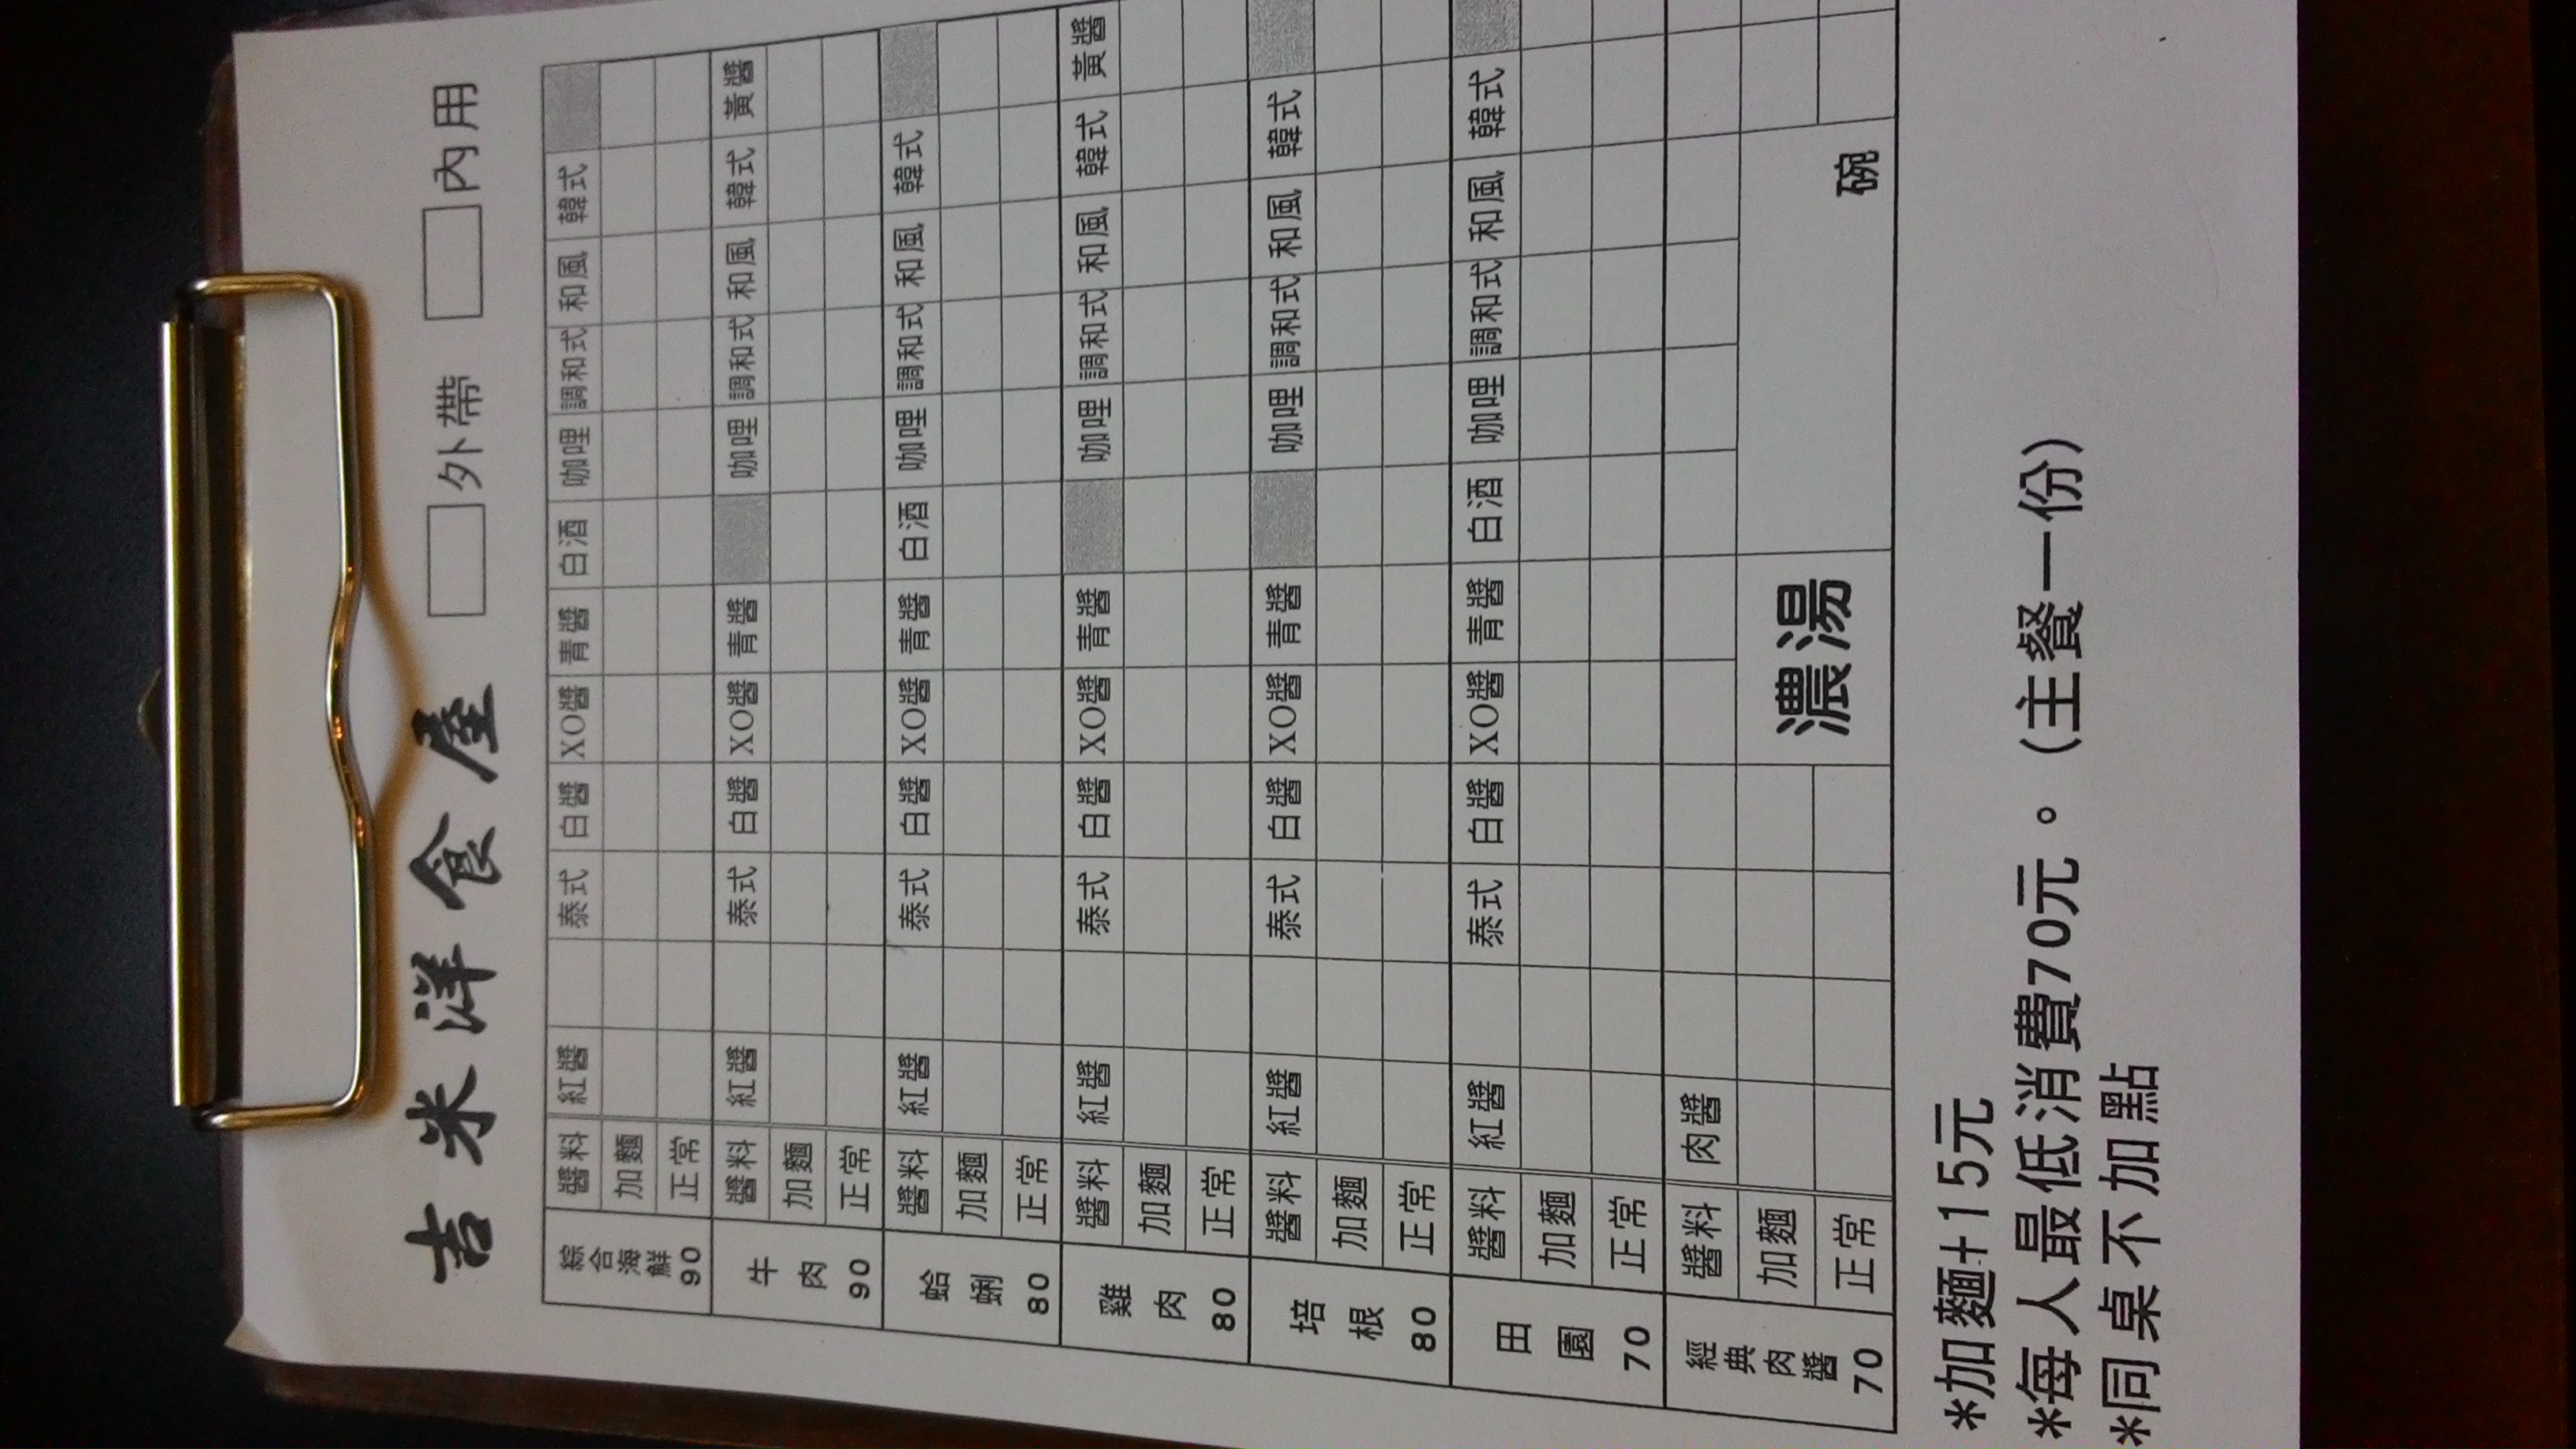 吉米洋食屋 外帶 內用
綜合海鮮 90
醬料 紅醬 泰式 白醬 XO醬 青醬 白酒 咖哩 調和式 和風 韓式
加麵
正常
牛肉 90
醬料 紅醬 泰式 白醬 XO醬 青醬 咖哩 調和式 和風 韓式 黃醬
加麵
正常
蛤蜊 80
醬料 紅醬 泰式 白醬 XO醬 青醬 白酒 咖哩 調和式 和風 韓式
加麵
正常
雞肉 80
醬料 紅醬 泰式 白醬 XO醬 青醬 咖哩 調和式 和風 韓式 黃醬
加麵
正常
培根 80
醬料 紅醬 泰式 白醬 XO醬 青醬 咖哩 調和式 和風 韓式
加麵
正常
田園 70
醬料 紅醬 泰式 白醬 XO醬 青醬 白酒 咖哩 調和式 和風 韓式
加麵
正常
經典肉醬 70
醬料 肉醬
加麵
正常
濃湯 碗
*加麵+15元
*每人最低消費70元。(主餐一份)
*同桌不加點